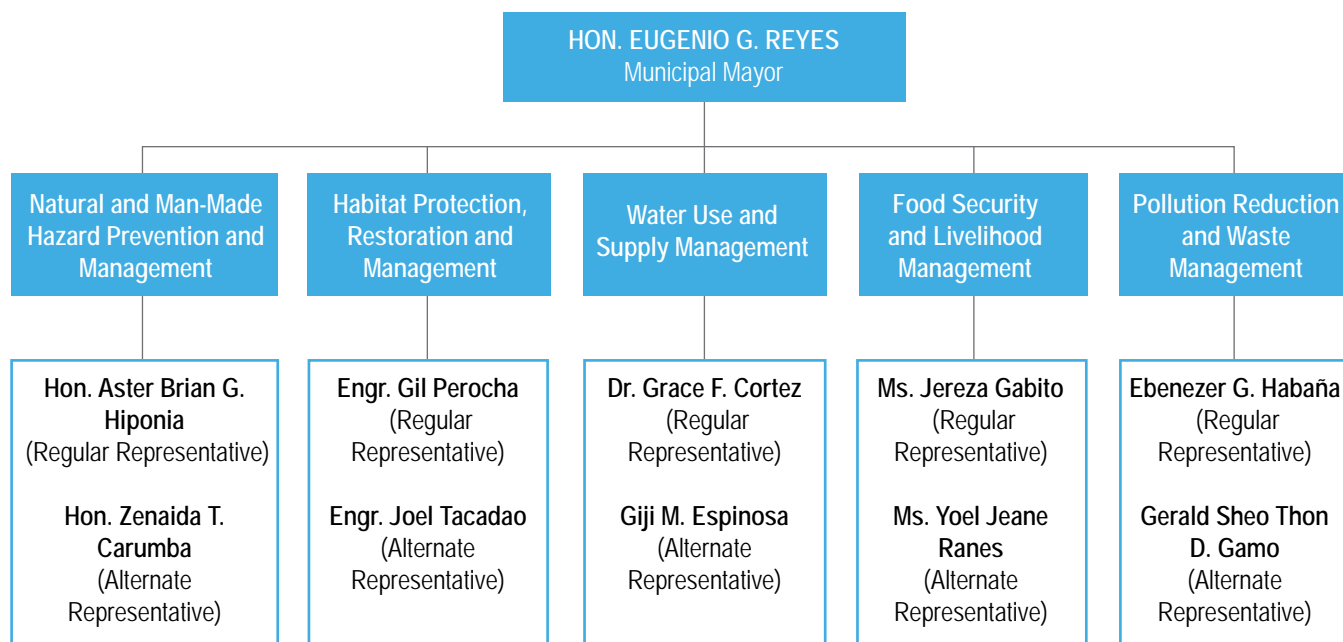 HON. EUGENIO G. REYES
Municipal Mayor
Natural and Man-Made
Hazard Prevention and
Management
Habitat Protection,
Restoration and
Management
Water Use and
Supply Management
Food Security
and Livelihood
Management
Pollution Reduction
and Waste
Management
Hon. Aster Brian G.
Hiponia
(Regular Representative)
Hon. Zenaida T.
Carumba
(Alternate
Representative)
Engr. Gil Perocha
(Regular
Representative)
Engr. Joel Tacadao
(Alternate
Representative)
Dr. Grace F. Cortez
(Regular
Representative)
Giji M. Espinosa
(Alternate
Representative)
Ms. Jereza Gabito
(Regular
Representative)
Ms. Yoel Jeane
Ranes
(Alternate
Representative)
Ebenezer G. Habaña
(Regular
Representative)
Gerald Sheo Thon
D. Gamo
(Alternate
Representative)